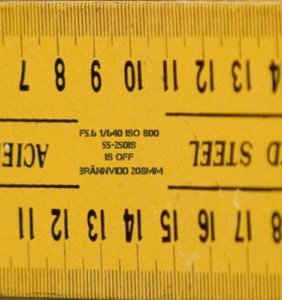 7 8 9 10 11 12 13 14
F5.6 1/640 ISO 800
55-250IS
IS OFF
BRÄNNVIDD 208MM
ACIE
D STEEL
11 12 13 14 15 16 17 18